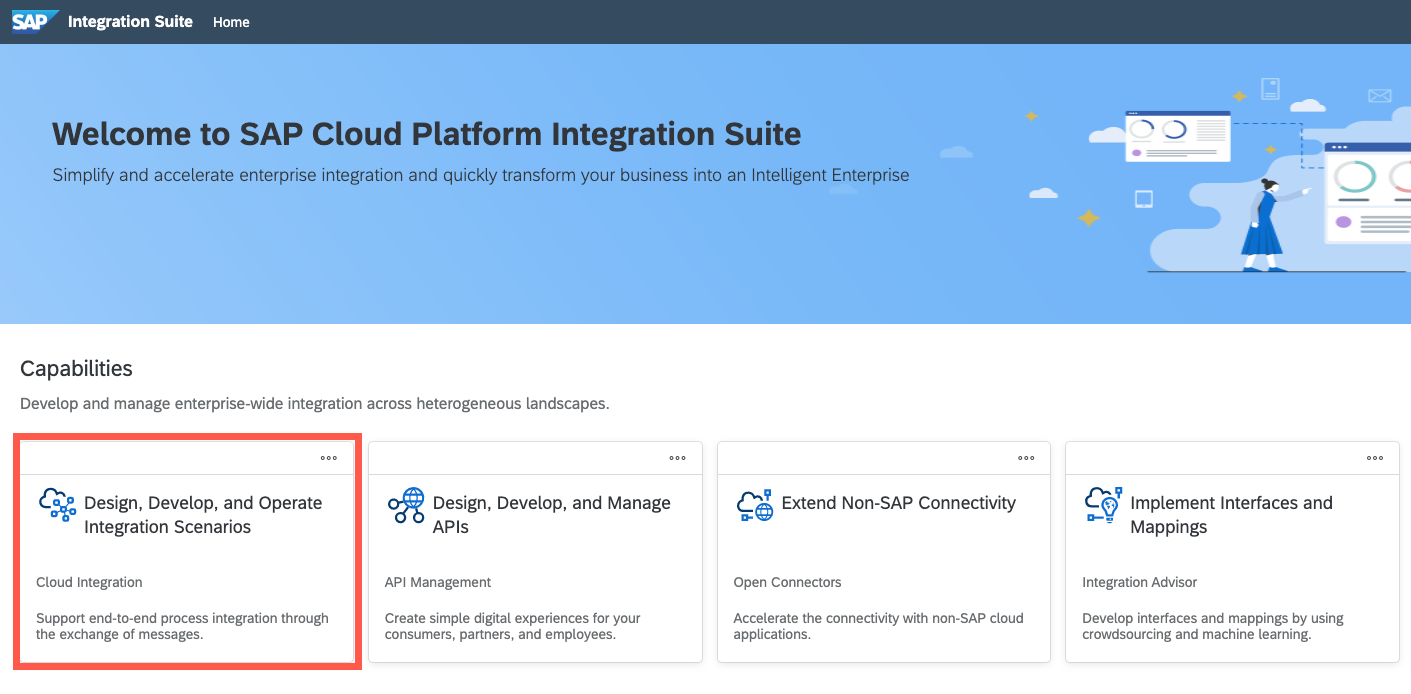 SAP Integration Suite Home
Welcome to SAP Cloud Platform Integration Suite
Simplify and accelerate enterprise integration and quickly transform your business into an Intelligent Enterprise
Capabilities
Develop and manage enterprise-wide integration across heterogeneous landscapes.
Design, Develop, and Operate
Integration Scenarios
Cloud Integration
Support end-to-end process integration through
the exchange of messages.
Design, Develop, and Manage
APIs
API Management
Create simple digital experiences for your
consumers, partners, and employees.
Extend Non-SAP Connectivity
Open Connectors
Accelerate the connectivity with non-SAP cloud
applications.
Implement Interfaces and
Mappings
Integration Advisor
Develop interfaces and mappings by using
crowdsourcing and machine learning.